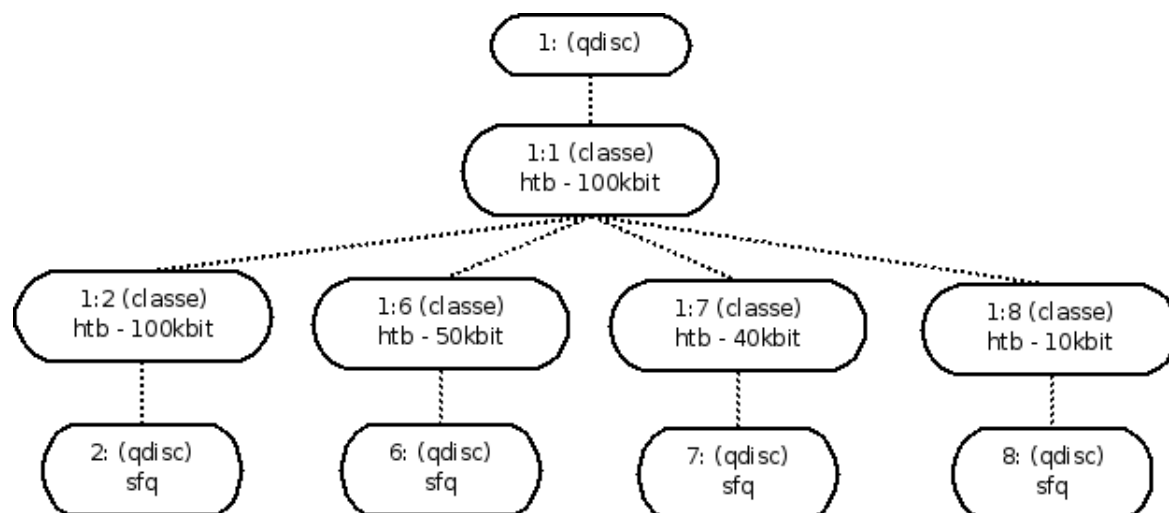 1: (qdisc)
1:1 (classe)
htb - 100kbit
1:2 (classe)
htb - 100kbit
1:6 (classe)
htb - 50kbit
1:7 (classe)
htb - 40kbit
1:8 (classe)
htb - 10kbit
2: (qdisc)
sfq
6: (qdisc)
sfq
7: (qdisc)
sfq
8: (qdisc)
sfq